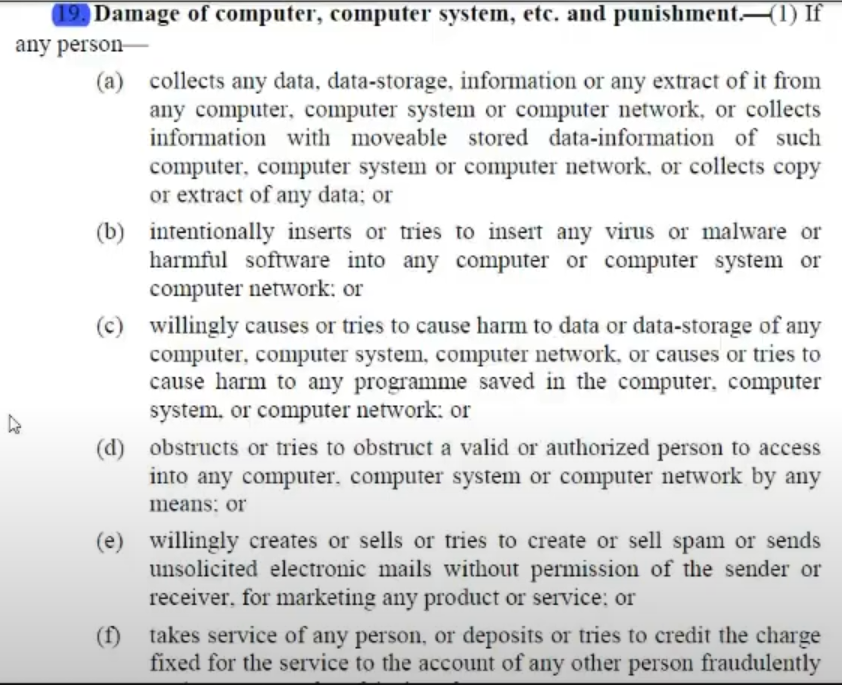 19. Damage of computer, computer system, etc. and punishment.—(1) If
any person—
(a) collects any data, data-storage, information or any extract of it from
any computer, computer system or computer network, or collects
information with moveable stored data-information of such
computer, computer system or computer network, or collects copy
or extract of any data; or
(b) intentionally inserts or tries to insert any virus or malware or
harmful software into any computer or computer system or
computer network; or
(c) willingly causes or tries to cause harm to data or data-storage of any
computer, computer system, computer network, or causes or tries to
cause harm to any programme saved in the computer, computer
system, or computer network; or
(d) obstructs or tries to obstruct a valid or authorized person to access
into any computer, computer system or computer network by any
means; or
(e) willingly creates or sells or tries to create or sell spam or sends
unsolicited electronic mails without permission of the sender or
receiver, for marketing any product or service; or
(f) takes service of any person, or deposits or tries to credit the charge
fixed for the service to the account of any other person fraudulently